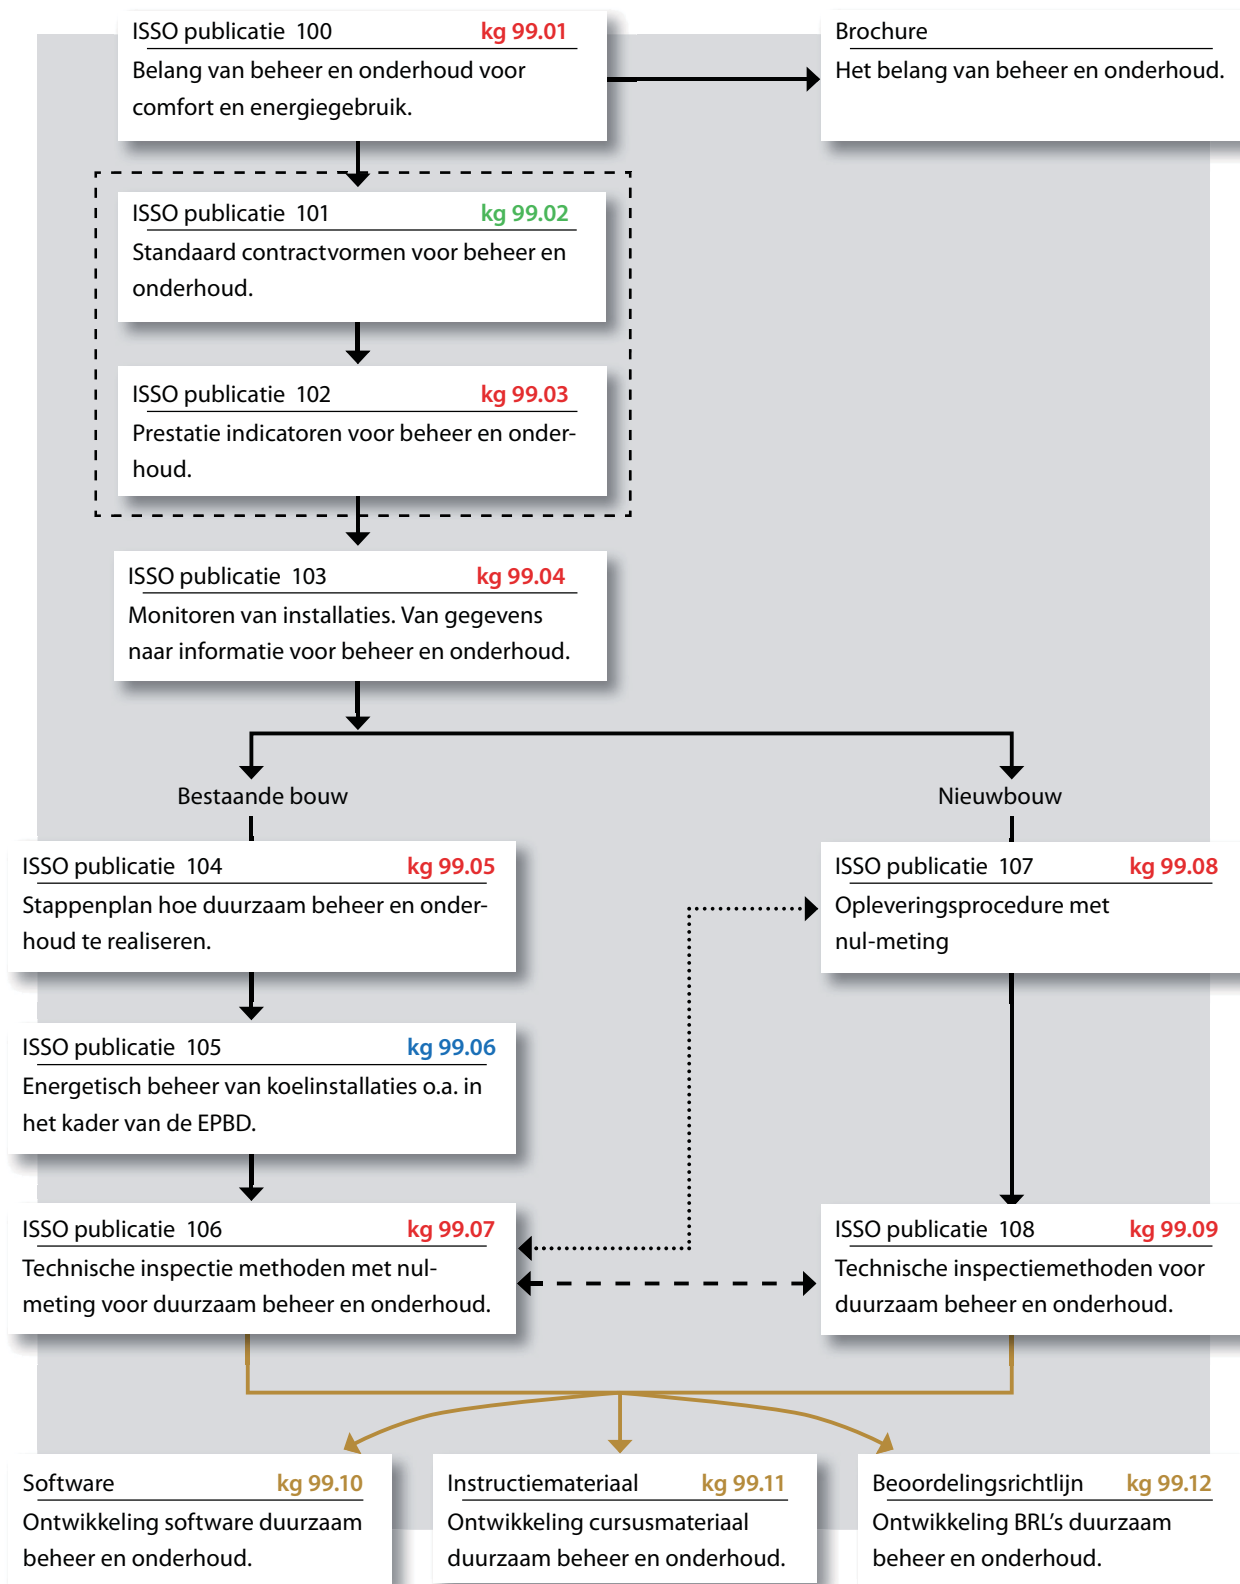 ISSO publicatie 100 kg 99.01
Belang van beheer en onderhoud voor
comfort en energiegebruik.
Brochure
Het belang van beheer en onderhoud.
ISSO publicatie 101 kg 99.02
Standaard contractvormen voor beheer en
onderhoud.
ISSO publicatie 102 kg 99.03
Prestatie indicatoren voor beheer en onder-
houd.
ISSO publicatie 103 kg 99.04
Monitoren van installaties. Van gegevens
naar informatie voor beheer en onderhoud.
Bestaande bouw
Nieuwbouw
ISSO publicatie 104 kg 99.05
Stappenplan hoe duurzaam beheer en onder-
houd te realiseren.
ISSO publicatie 107 kg 99.08
Opleveringsprocedure met
nul-meting
ISSO publicatie 105 kg 99.06
Energetisch beheer van koelinstallaties o.a. in
het kader van de EPBD.
ISSO publicatie 106 kg 99.07
Technische inspectie methoden met nul-
meting voor duurzaam beheer en onderhoud.
ISSO publicatie 108 kg 99.09
Technische inspectiemethoden voor
duurzaam beheer en onderhoud.
Software kg 99.10
Ontwikkeling software duurzaam
beheer en onderhoud.
Instructiemateriaal kg 99.11
Ontwikkeling cursusmateriaal
duurzaam beheer en onderhoud.
Beoordelingsrichtlijn kg 99.12
Ontwikkeling BRL's duurzaam
beheer en onderhoud.